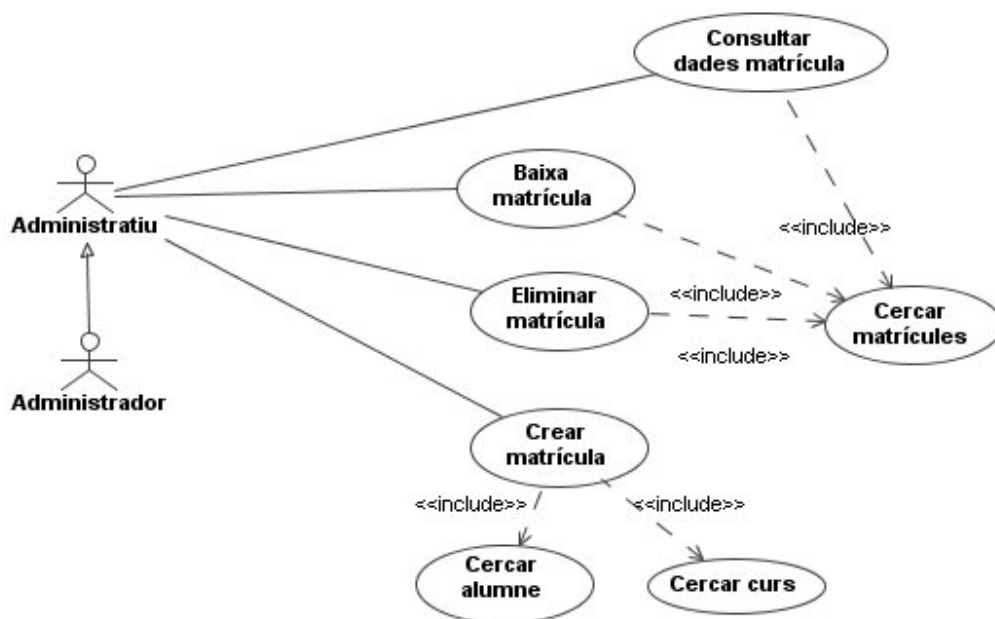 Consultar
dades matrícula
Baixa
matrícula
Administratiu
<<include>>
Eliminar
matrícula
<<include>>
Cercar
matrícules
<<include>>
Administrador
Crear
matrícula
<<include>>
<<include>>
Cercar
alumne
Cercar curs